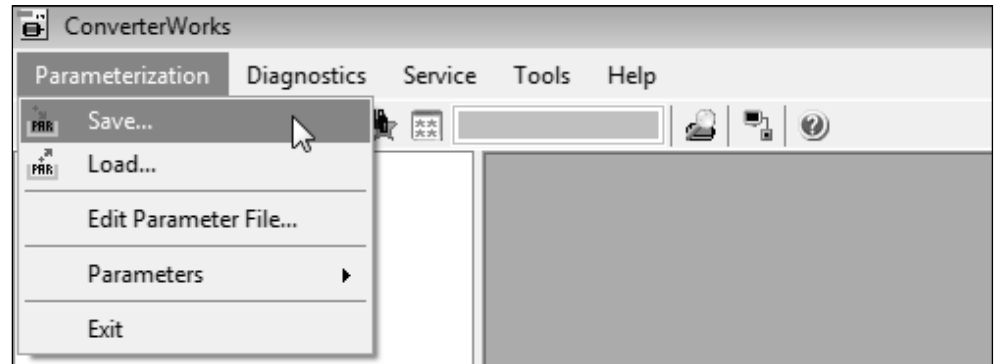 ConverterWorks
Parameterization Diagnostics Service Tools Help
PAR Save...
PAR Load...
Edit Parameter File...
Parameters
Exit